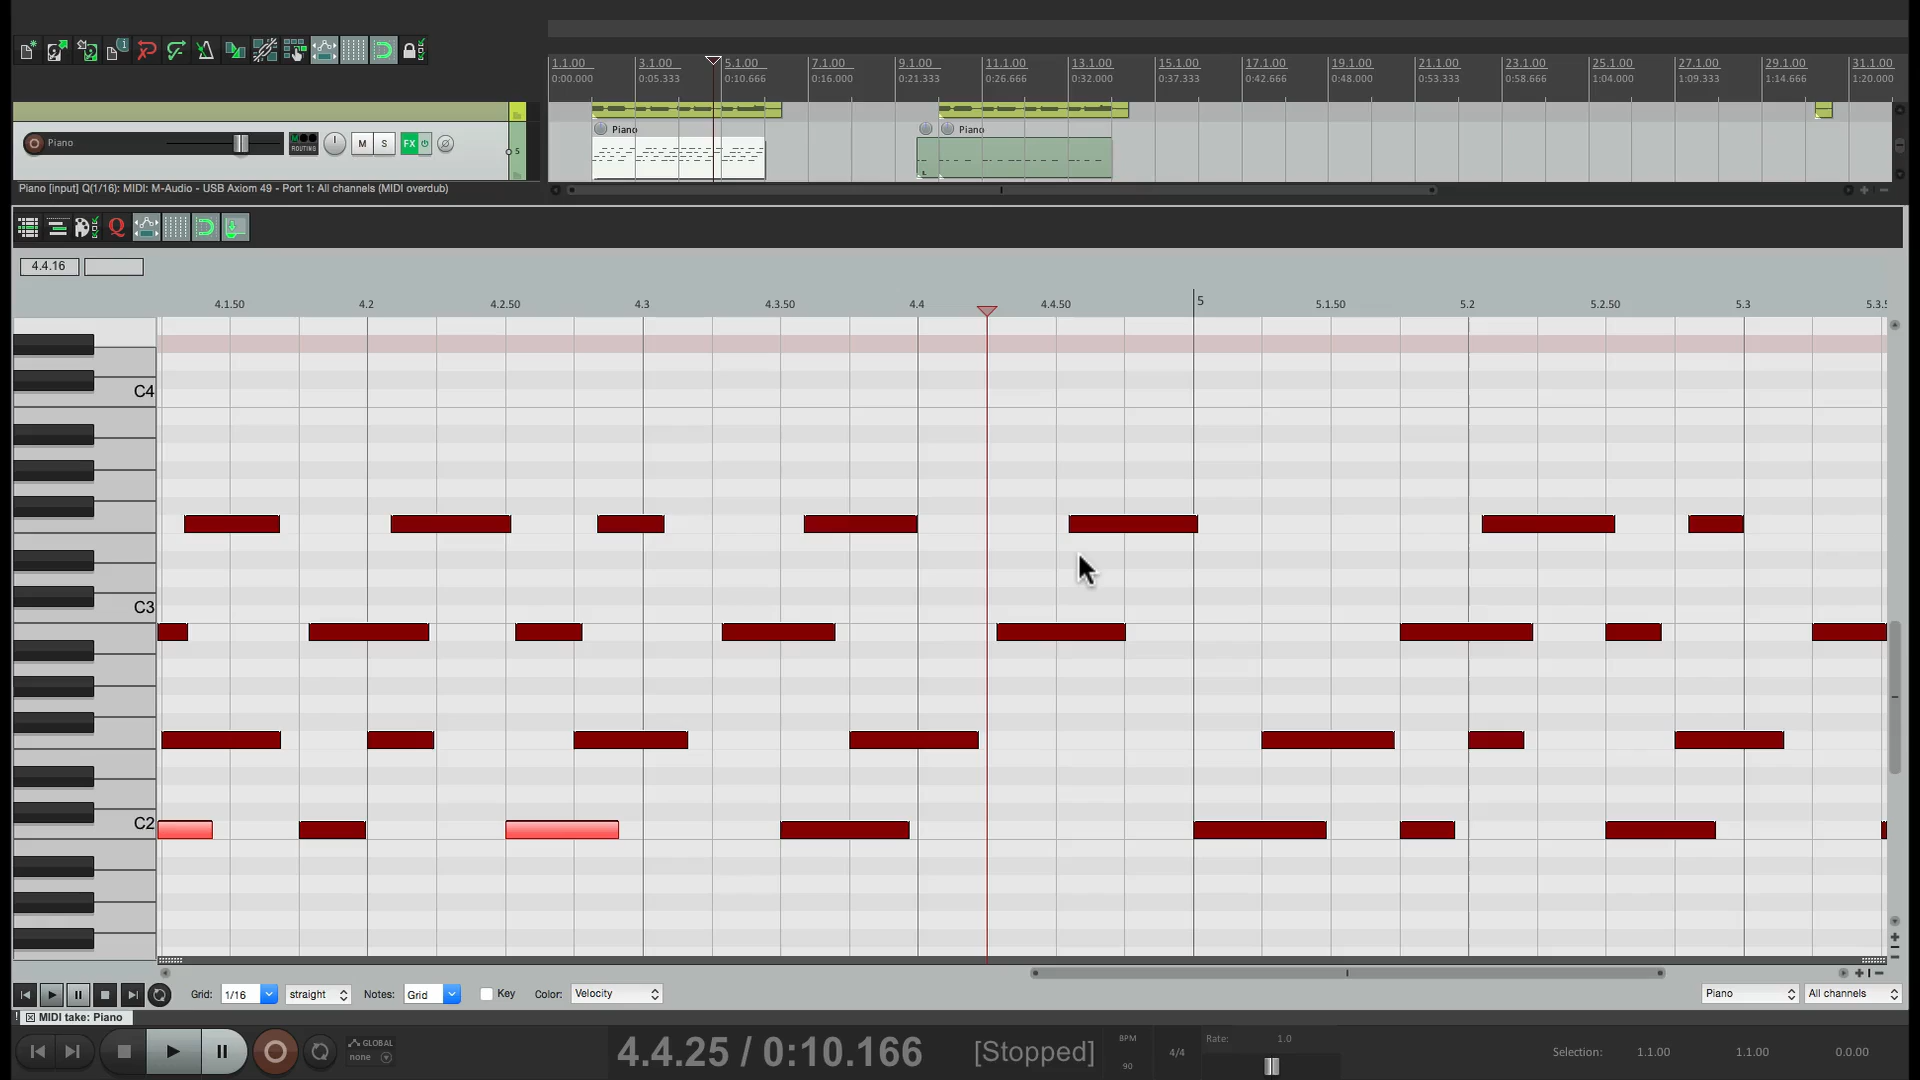 1.1.00 3.1.00 5.1.00 7.1.00 9.1.00 11.1.00 13.1.00 15.1.00 17.1.00 19.1.00 21.1.00 23.1.00 25.1.00 27.1.00 29.1.00 31.1.00
0:00.000 0:05.333 0:10.666 0:16.000 0:21.333 0:26.666 0:32.000 0:37.333 0:42.666 0:48.000 0:53.333 0:58.666 1:04.000 1:09.333 1:14.666 1:20.000
Piano Piano
Piano ROUTING M S FX 5
Piano [input] Q(1/16): MIDI: M-Audio - USB Axiom 49 - Port 1: All channels (MIDI overdub)
Q
4.4.16
4.1.50 4.2 4.2.50 4.3 4.3.50 4.4 4.4.50 5 5.1.50 5.2 5.2.50 5.3 5.3.5
C4
C3
C2
Grid: 1/16 straight Notes: Grid Key Color: Velocity Piano All channels
MIDI take: Piano
GLOBAL
none
4.4.25 / 0:10.166 [Stopped]
BPM
90
4/4
Rate: 1.0
Selection: 1.1.00 1.1.00 0.0.00